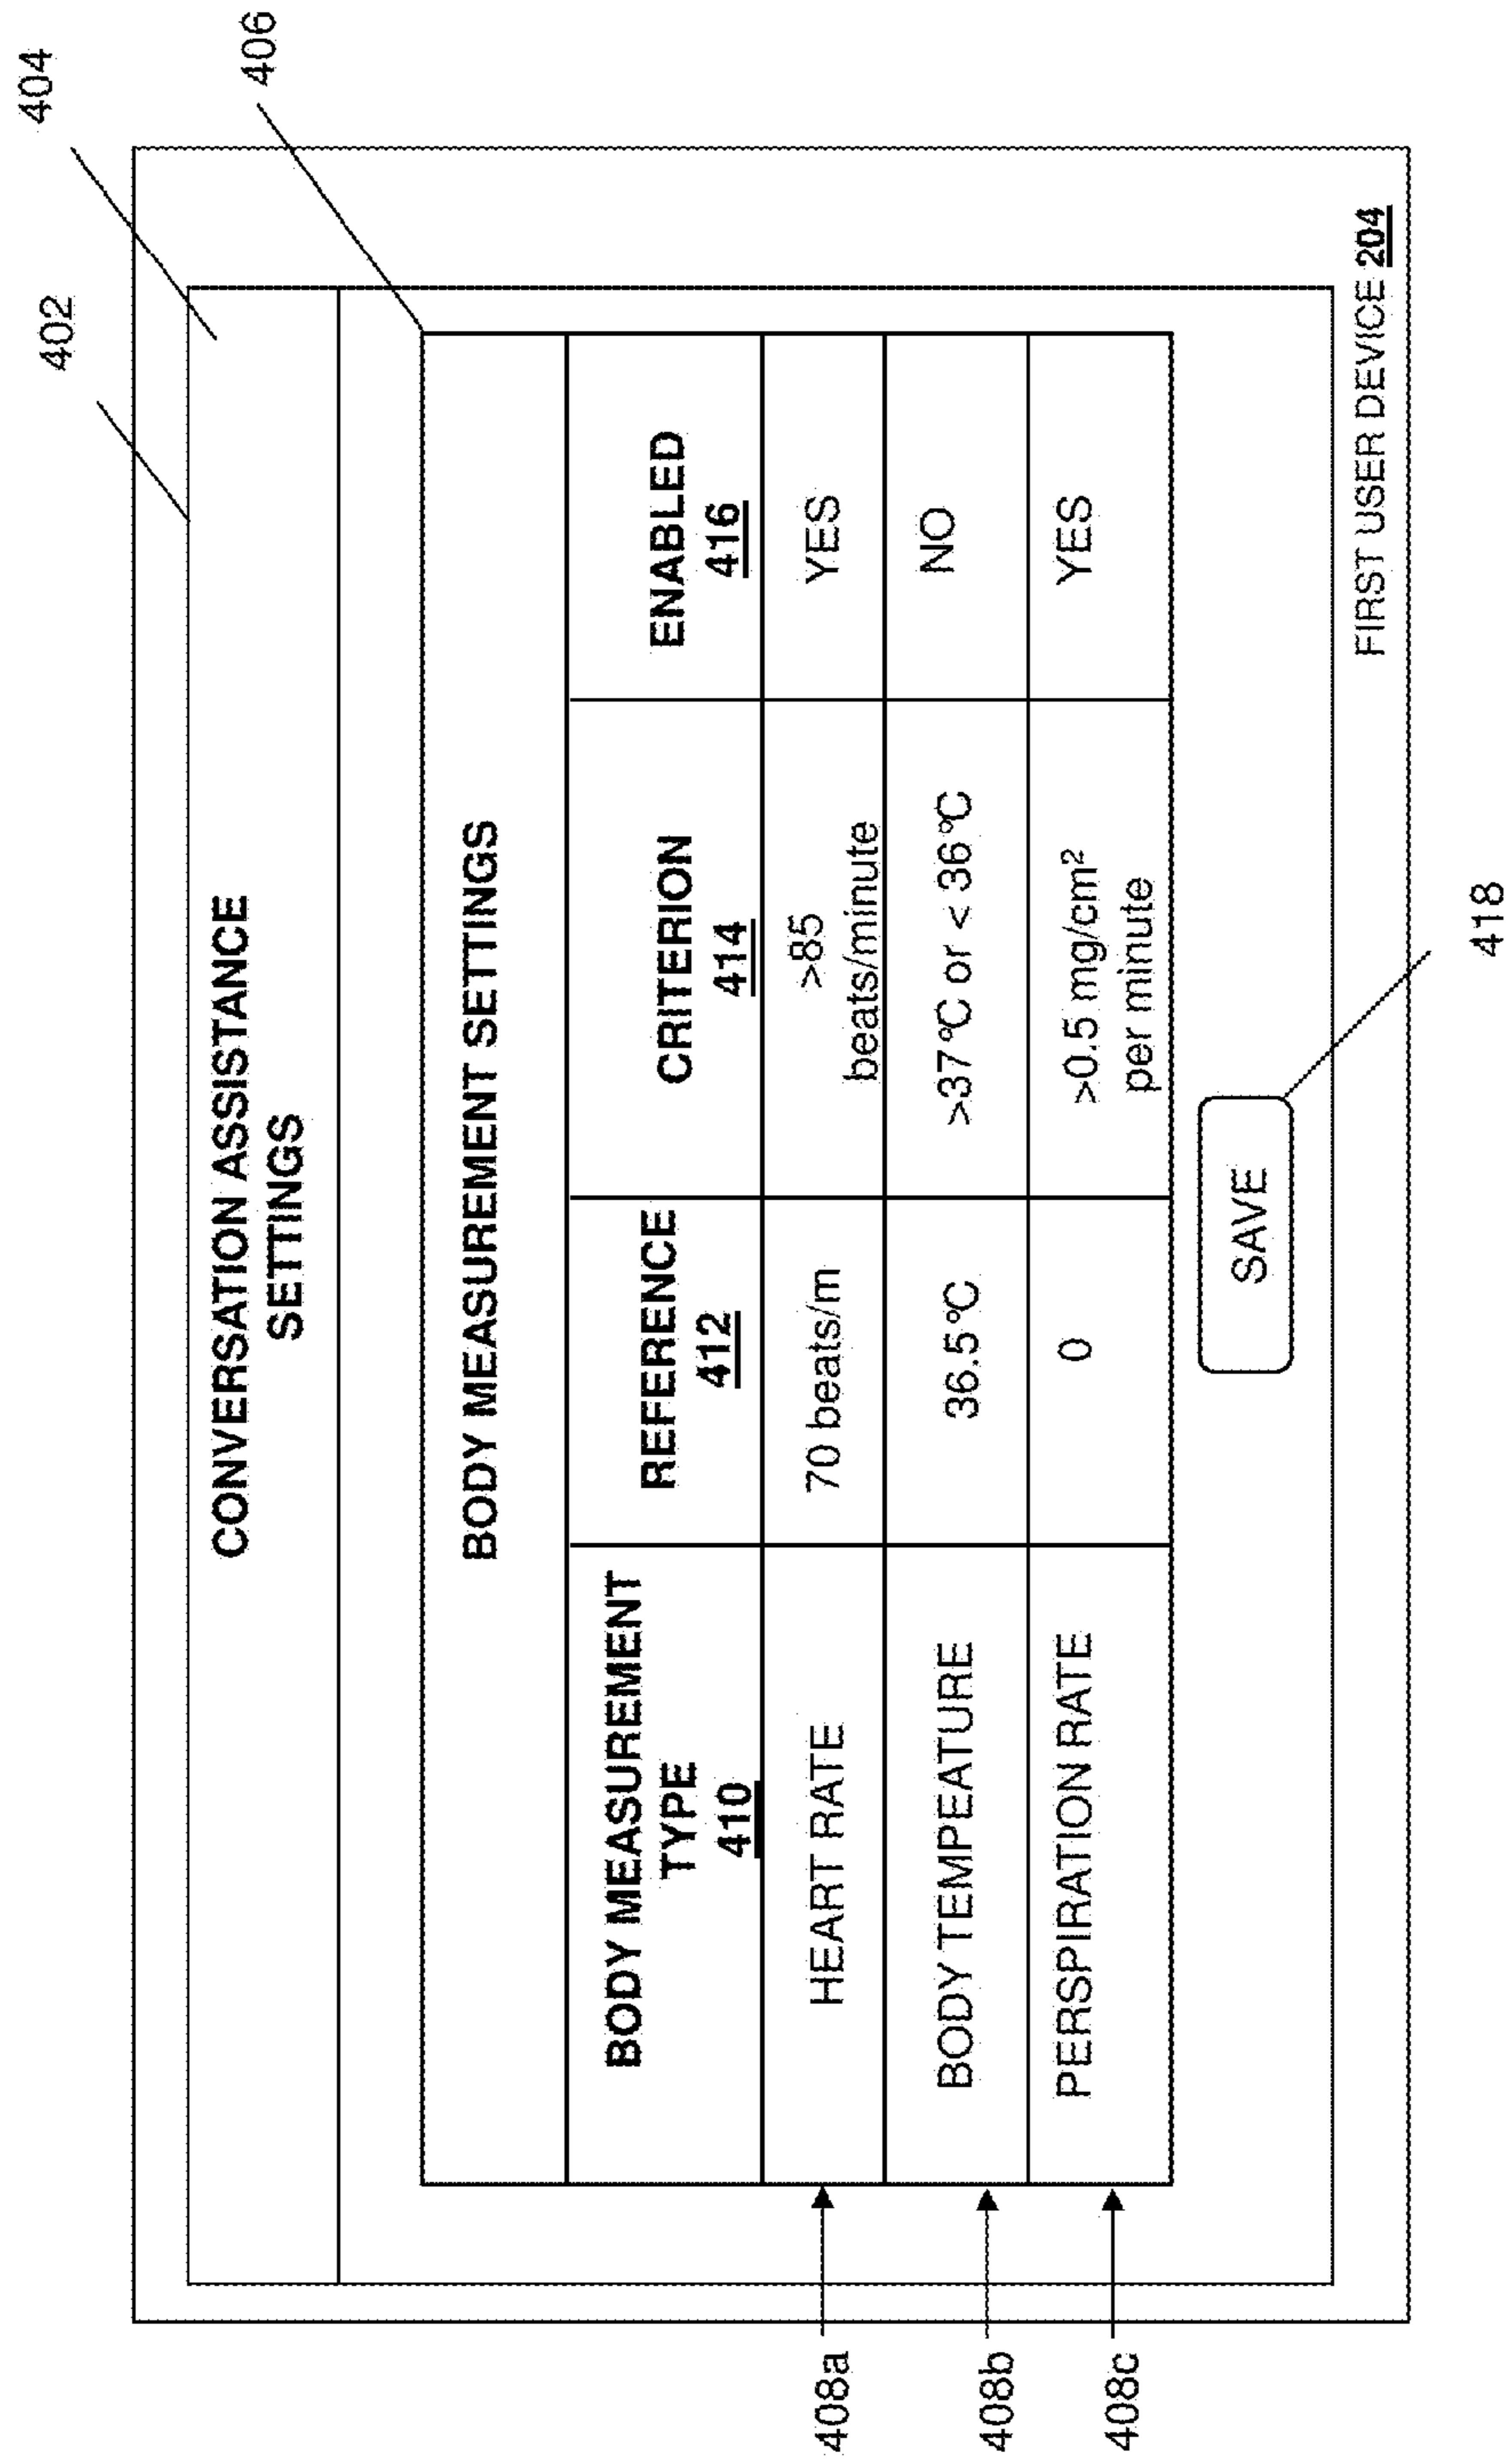 402
404
406
CONVERSATION ASSISTANCE
SETTINGS
BODY MEASUREMENT SETTINGS
BODY MEASUREMENT
TYPE
410
REFERENCE
412
CRITERION
414
ENABLED
416
408a
HEART RATE
70 beats/m
>85
beats/minute
YES
408b
BODY TEMPEATURE
36.5°C
>37°C or < 36°C
NO
408c
PERSPIRATION RATE
0
>0.5 mg/cm²
per minute
YES
SAVE
418
FIRST USER DEVICE 204